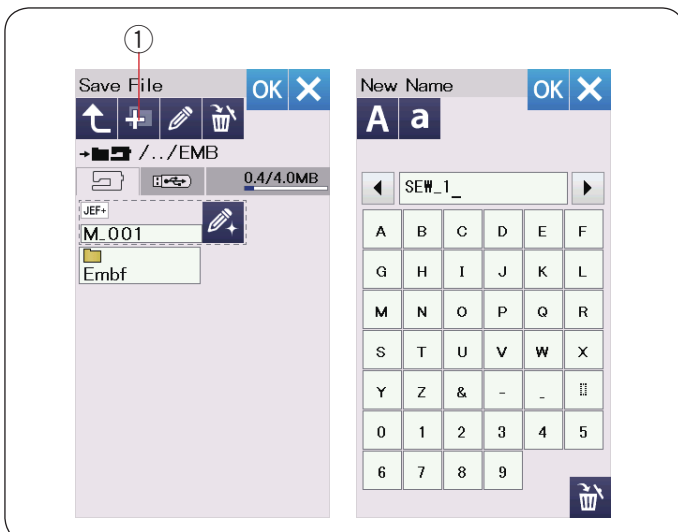 ①
Save File OK
→ /../EMB
0.4/4.0MB
JEF+
M_001
Embf
New Name OK
A a
SEW_1_
A B C D E F
G H I J K L
M N O P Q R
S T U V W X
Y Z & - _
0 1 2 3 4 5
6 7 8 9